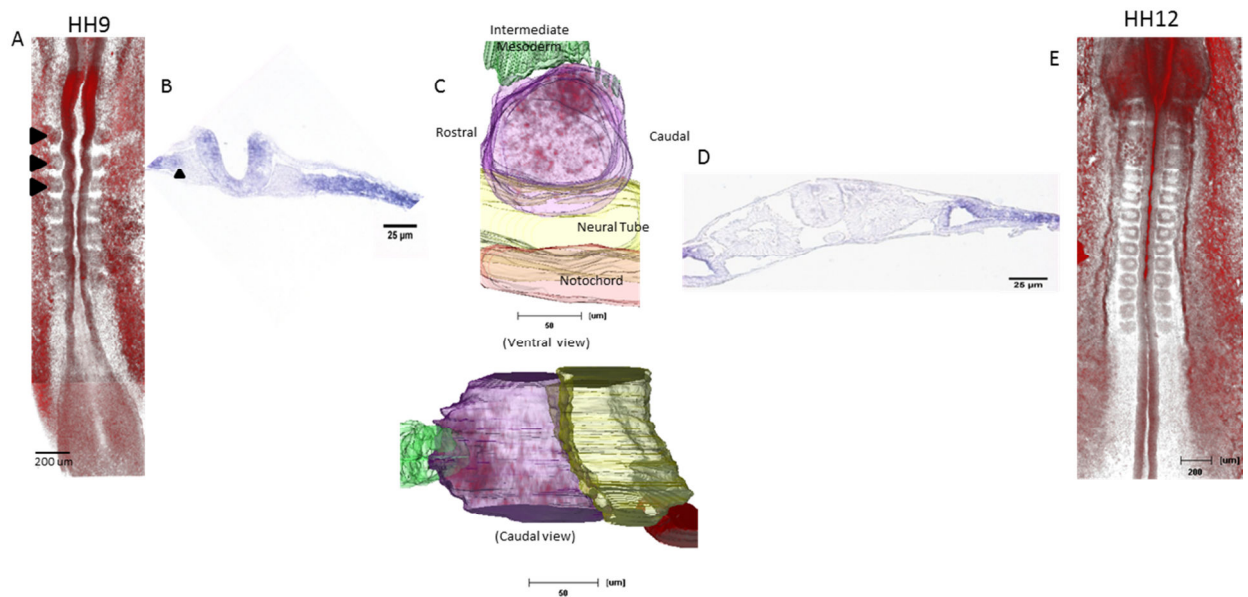 HH9
A
200 um
B
25 µm
C
Intermediate
Mesoderm
Rostral
Caudal
Neural Tube
Notochord
50 [um]
(Ventral view)
(Caudal view)
50 [um]
D
25 µm
HH12
E
200 [um]